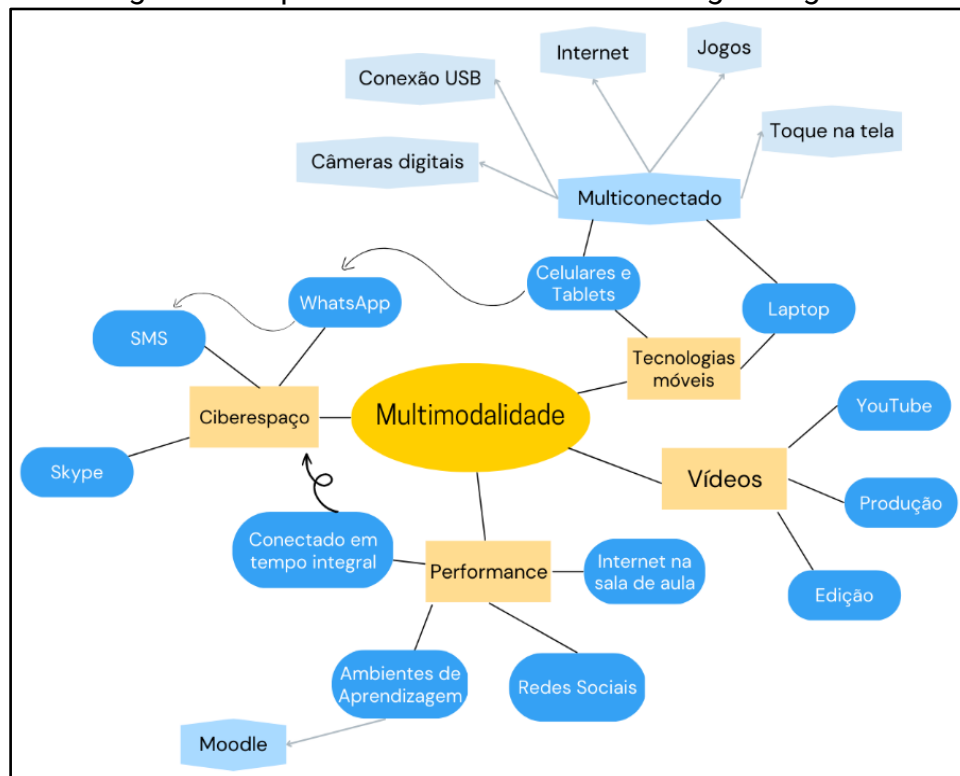 Internet
Jogos
Conexão USB
Toque na tela
Câmeras digitais
Multiconectado
Celulares e
Tablets
WhatsApp
Laptop
SMS
Tecnologias
móveis
Ciberespaço
Multimodalidade
YouTube
Skype
Vídeos
Produção
Conectado em
tempo integral
Performance
Internet na
sala de aula
Edição
Ambientes de
Aprendizagem
Redes Sociais
Moodle